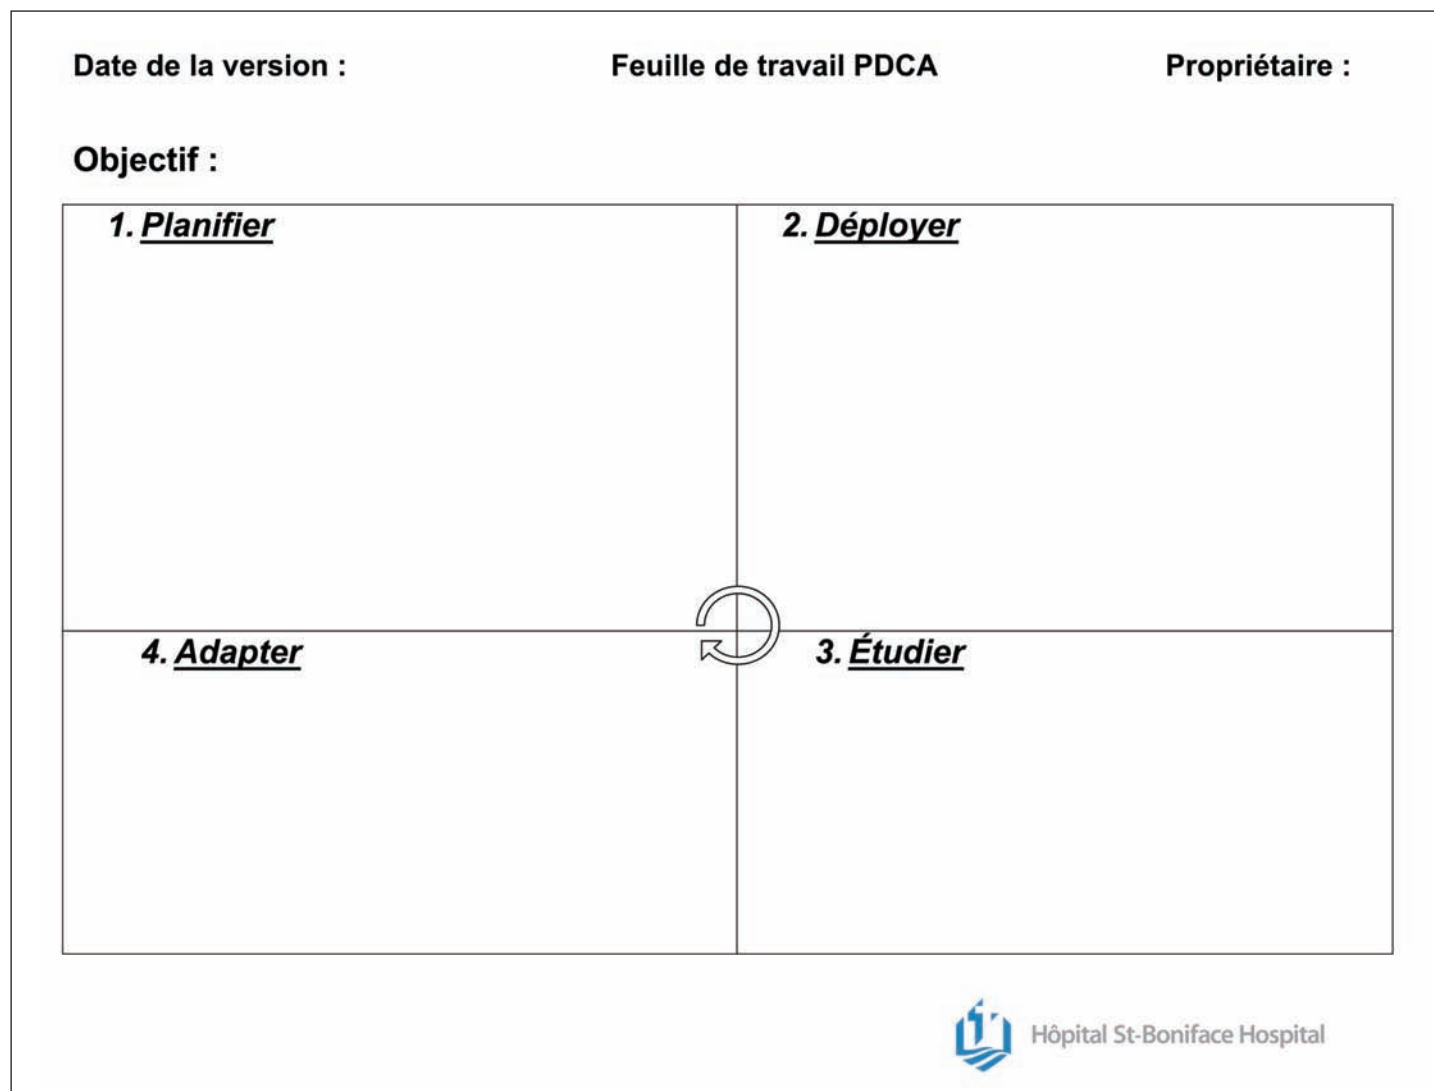 Date de la version : Feuille de travail PDCA Propriétaire :
Objectif :
1. Planifier
2. Déployer
4. Adapter
3. Étudier
Hôpital St-Boniface Hospital